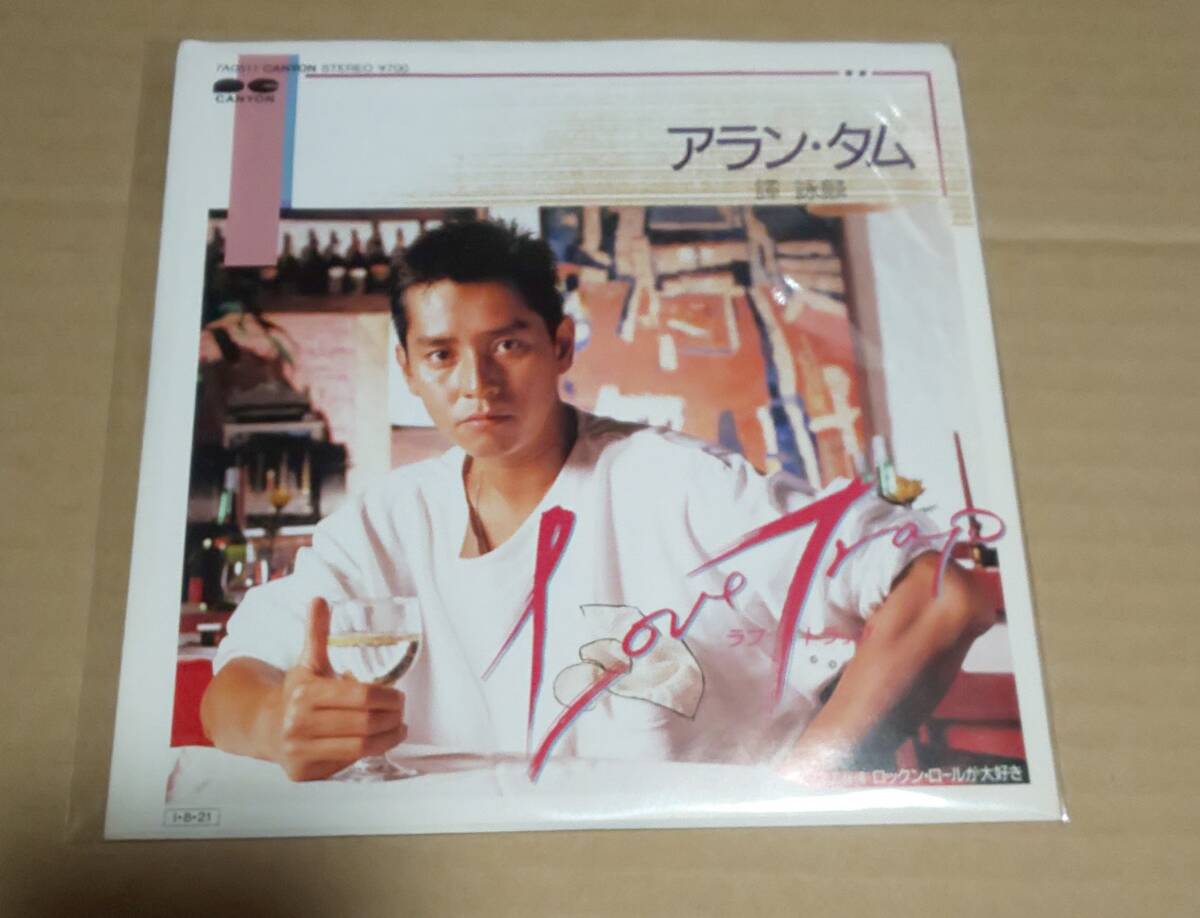 7A0511 CANYON STEREO ¥700
CANYON
アラン・タム
譚 詠麟
Love Trap
ラブ・トラップ
ロックン・ロールが大好き
I・8・21